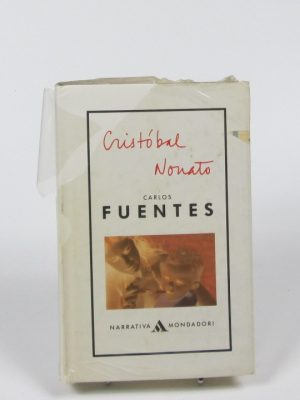 Cristóbal
Nonato
CARLOS
FUENTES
NARRATIVA MONDADORI